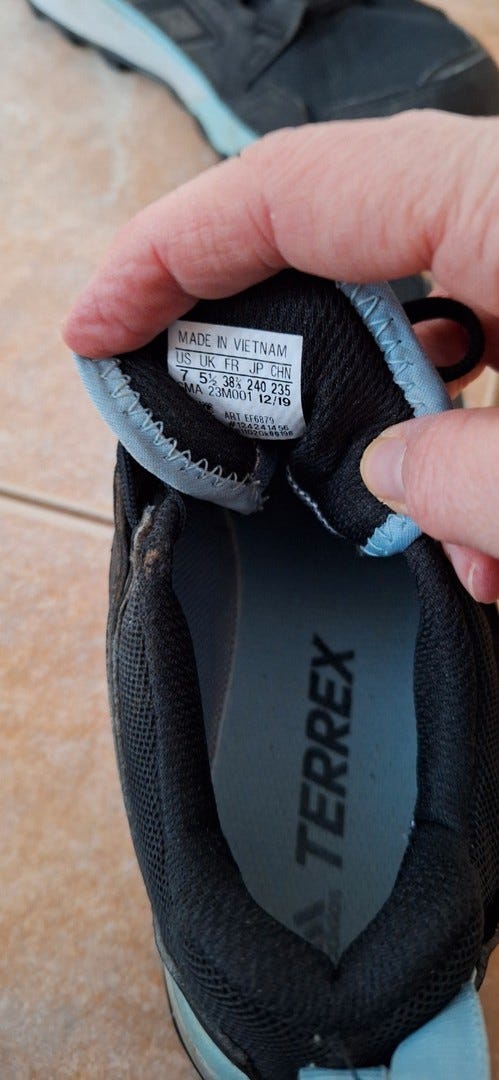 MADE IN VIETNAM
US UK FR JP CHN
7 5½ 38⅔ 240 235
23M001 12/19
ART EF6879
TERREX
adidas